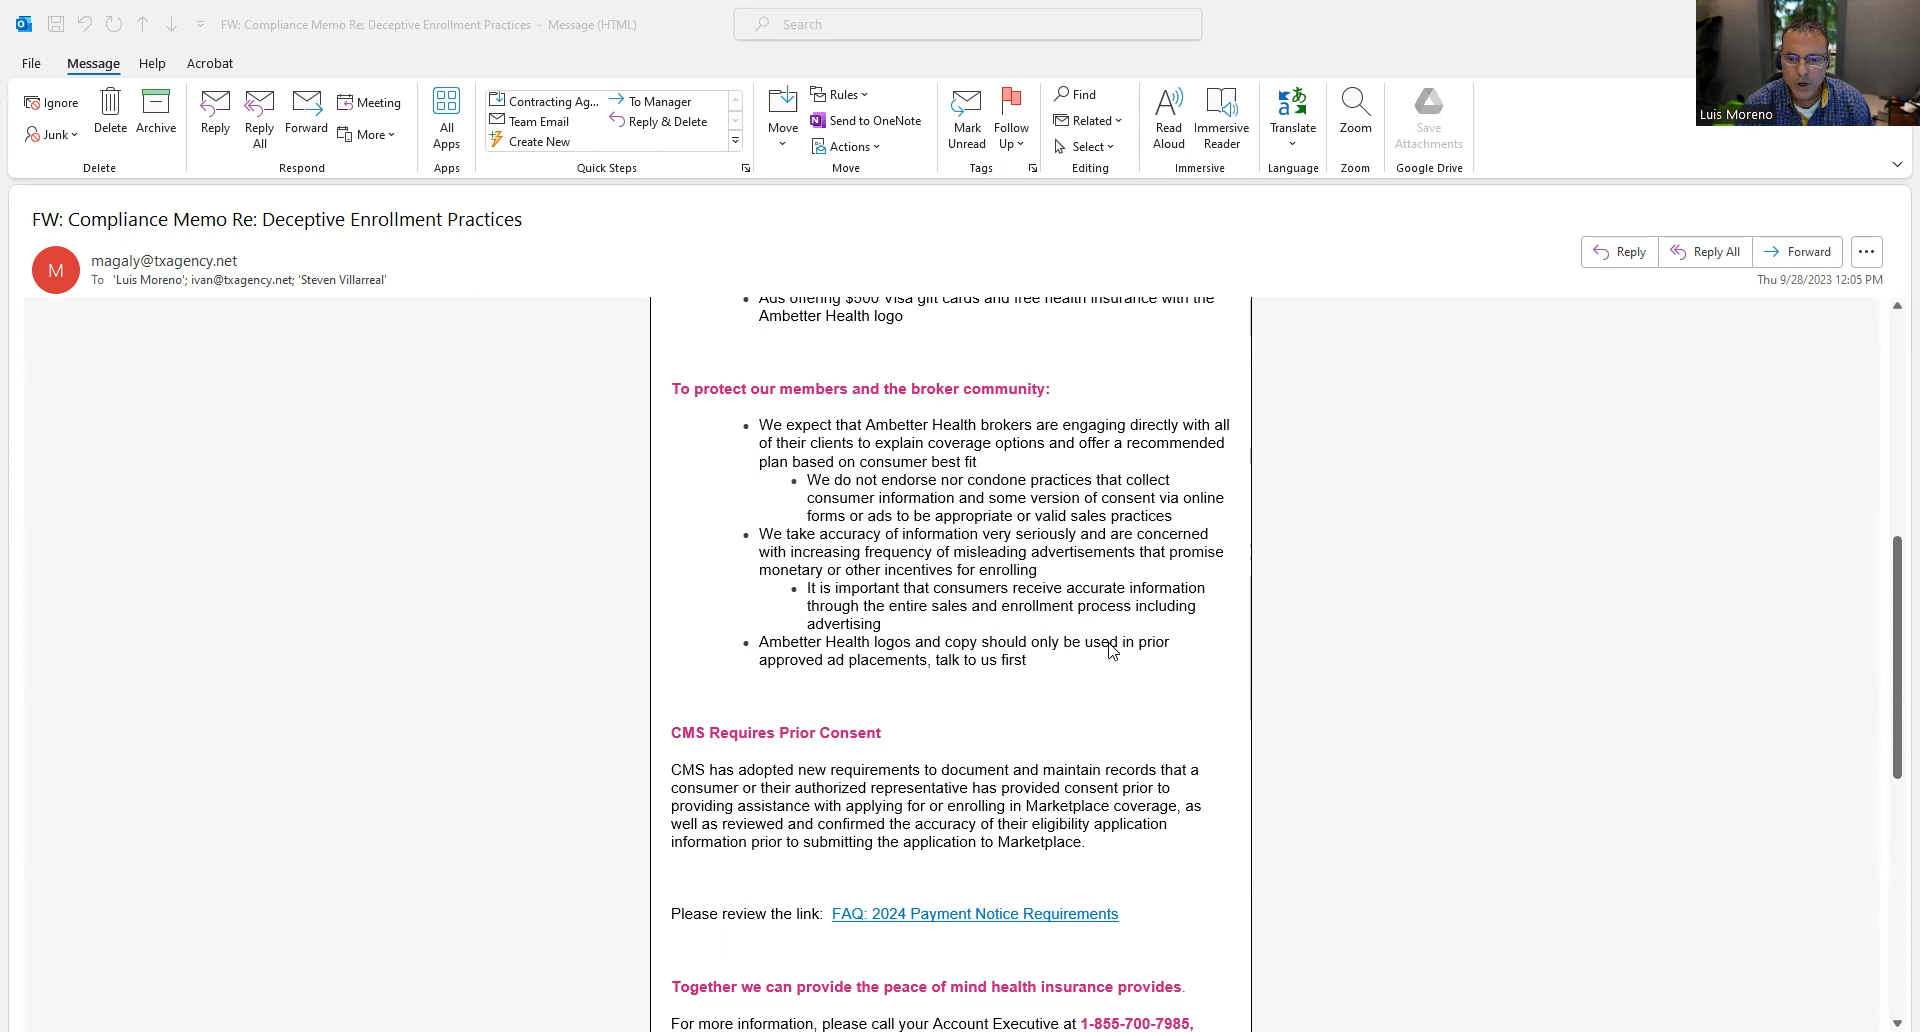 FW: Compliance Memo Re: Deceptive Enrollment Practices - Message (HTML)
Search
File Message Help Acrobat
Ignore
Junk
Delete
Archive
Delete
Reply
Reply All
Forward
Meeting
More
Respond
All Apps
Apps
Contracting Ag...
Team Email
Create New
To Manager
Reply & Delete
Quick Steps
Move
Rules
Send to OneNote
Actions
Move
Mark Unread
Follow Up
Tags
Find
Related
Select
Editing
Read Aloud
Immersive Reader
Immersive
Translate
Language
Zoom
Zoom
Save Attachments
Google Drive
Luis Moreno
FW: Compliance Memo Re: Deceptive Enrollment Practices
M
magaly@txagency.net
To 'Luis Moreno'; ivan@txagency.net; 'Steven Villarreal'
Reply
Reply All
Forward
Thu 9/28/2023 12:05 PM
Ads offering $500 Visa gift cards and free health insurance with the
Ambetter Health logo
To protect our members and the broker community:
We expect that Ambetter Health brokers are engaging directly with all
of their clients to explain coverage options and offer a recommended
plan based on consumer best fit
We do not endorse nor condone practices that collect
consumer information and some version of consent via online
forms or ads to be appropriate or valid sales practices
We take accuracy of information very seriously and are concerned
with increasing frequency of misleading advertisements that promise
monetary or other incentives for enrolling
It is important that consumers receive accurate information
through the entire sales and enrollment process including
advertising
Ambetter Health logos and copy should only be used in prior
approved ad placements, talk to us first
CMS Requires Prior Consent
CMS has adopted new requirements to document and maintain records that a
consumer or their authorized representative has provided consent prior to
providing assistance with applying for or enrolling in Marketplace coverage, as
well as reviewed and confirmed the accuracy of their eligibility application
information prior to submitting the application to Marketplace.
Please review the link: FAQ: 2024 Payment Notice Requirements
Together we can provide the peace of mind health insurance provides.
For more information, please call your Account Executive at 1-855-700-7985,